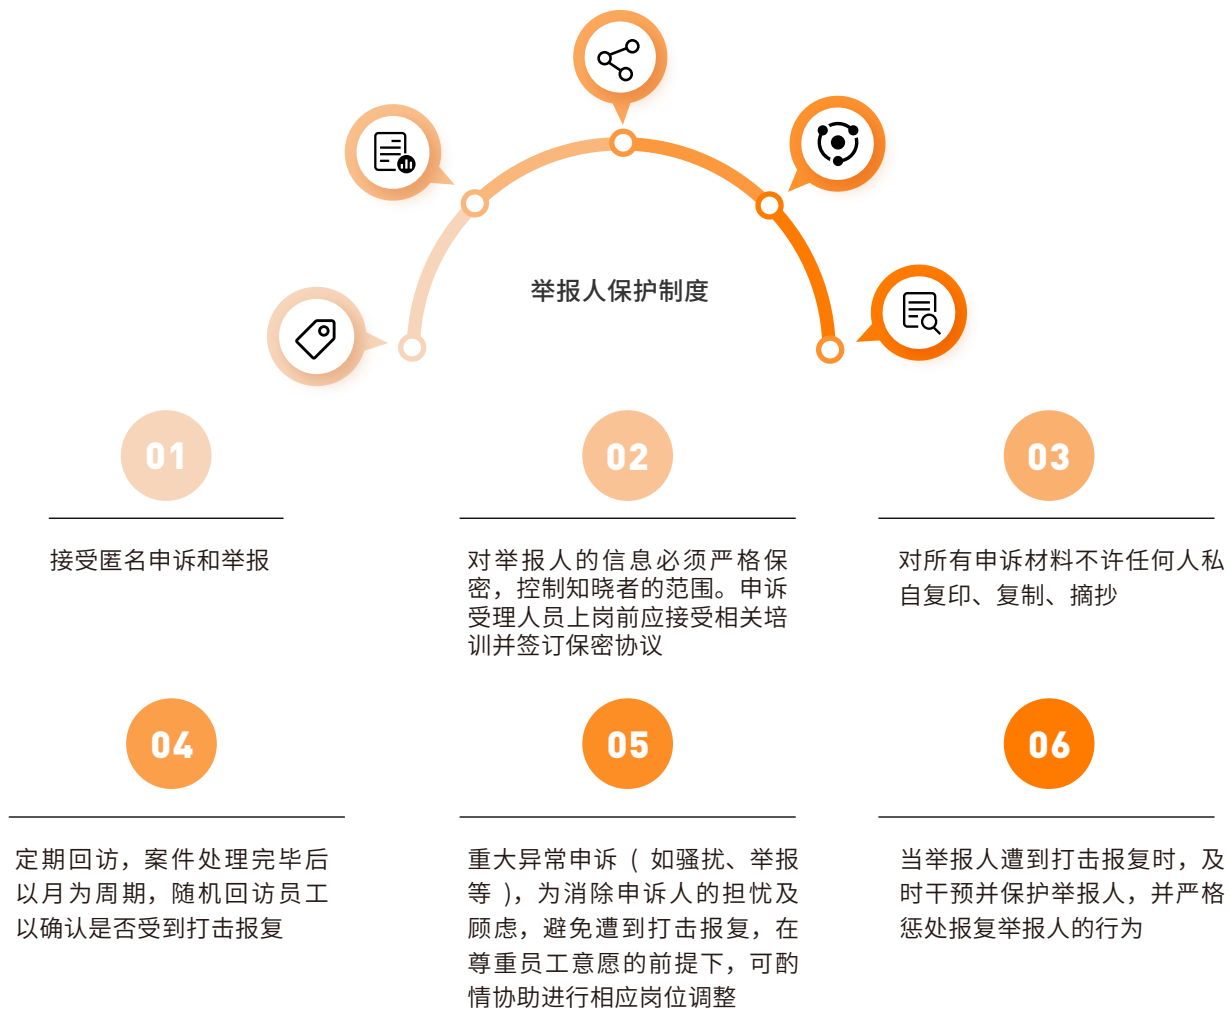 举报人保护制度
01
02
03
接受匿名申诉和举报
对举报人的信息必须严格保
密，控制知晓者的范围。申诉
受理人员上岗前应接受相关培
训并签订保密协议
对所有申诉材料不许任何人私
自复印、复制、摘抄
04
05
06
定期回访，案件处理完毕后
以月为周期，随机回访员工
以确认是否受到打击报复
重大异常申诉 ( 如骚扰、举报
等 )，为消除申诉人的担忧及
顾虑，避免遭到打击报复，在
尊重员工意愿的前提下，可酌
情协助进行相应岗位调整
当举报人遭到打击报复时，及
时干预并保护举报人，并严格
惩处报复举报人的行为